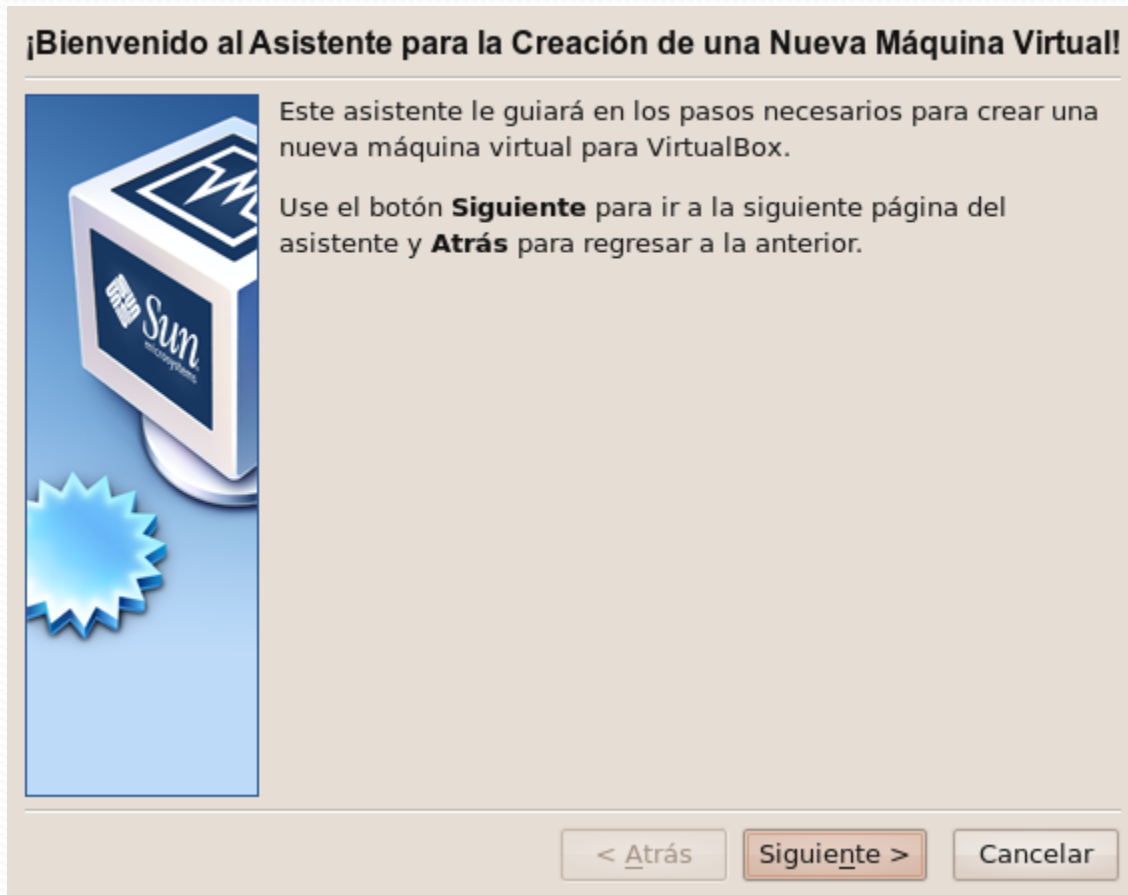 ¡Bienvenido al Asistente para la Creación de una Nueva Máquina Virtual!
Este asistente le guiará en los pasos necesarios para crear una
nueva máquina virtual para VirtualBox.
Use el botón Siguiente para ir a la siguiente página del
asistente y Atrás para regresar a la anterior.
Sun
microsystems
< Atrás
Siguiente >
Cancelar